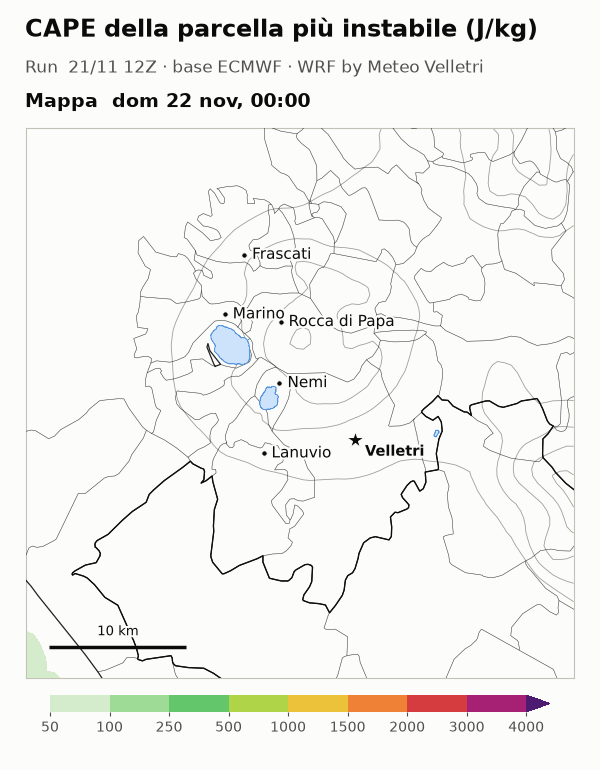 CAPE della parcella più instabile (J/kg)
Run  21/11 12Z · base ECMWF · WRF by Meteo Velletri
Mappa  dom 22 nov, 00:00
Frascati
Marino
Rocca di Papa
Nemi
Velletri
Lanuvio
10 km
50 100 250 500 1000 1500 2000 3000 4000